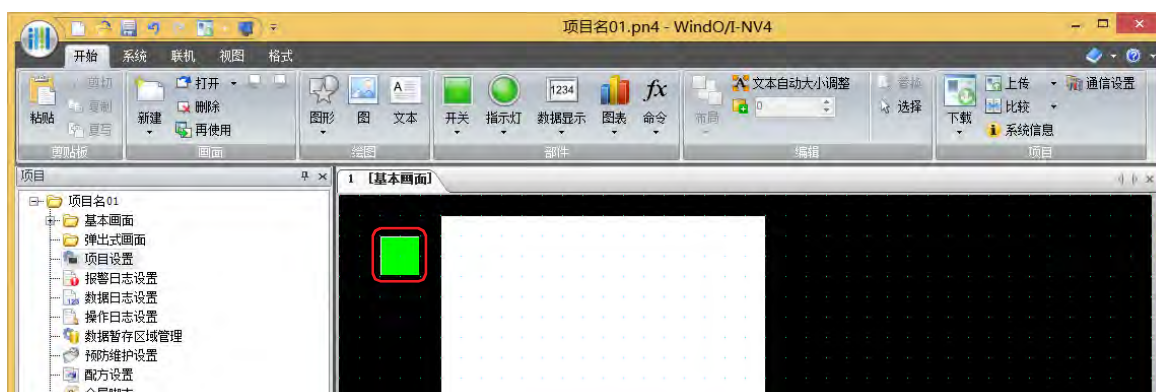 项目名01.pn4 - WindO/I-NV4
开始 系统 联机 视图 格式
粘贴 剪切 复制 复写
剪贴板
新建 打开 删除 再使用
画面
图形 图 文本
绘图
开关 指示灯 数据显示 图表 命令
1234
fx
部件
布局 文本自动大小调整
0
选择
编辑
下载 上传 比较 系统信息 通信设置
项目
项目
1 [基本画面]
项目名01
基本画面
弹出式画面
项目设置
报警日志设置
数据日志设置
操作日志设置
数据暂存区域管理
预防维护设置
配方设置